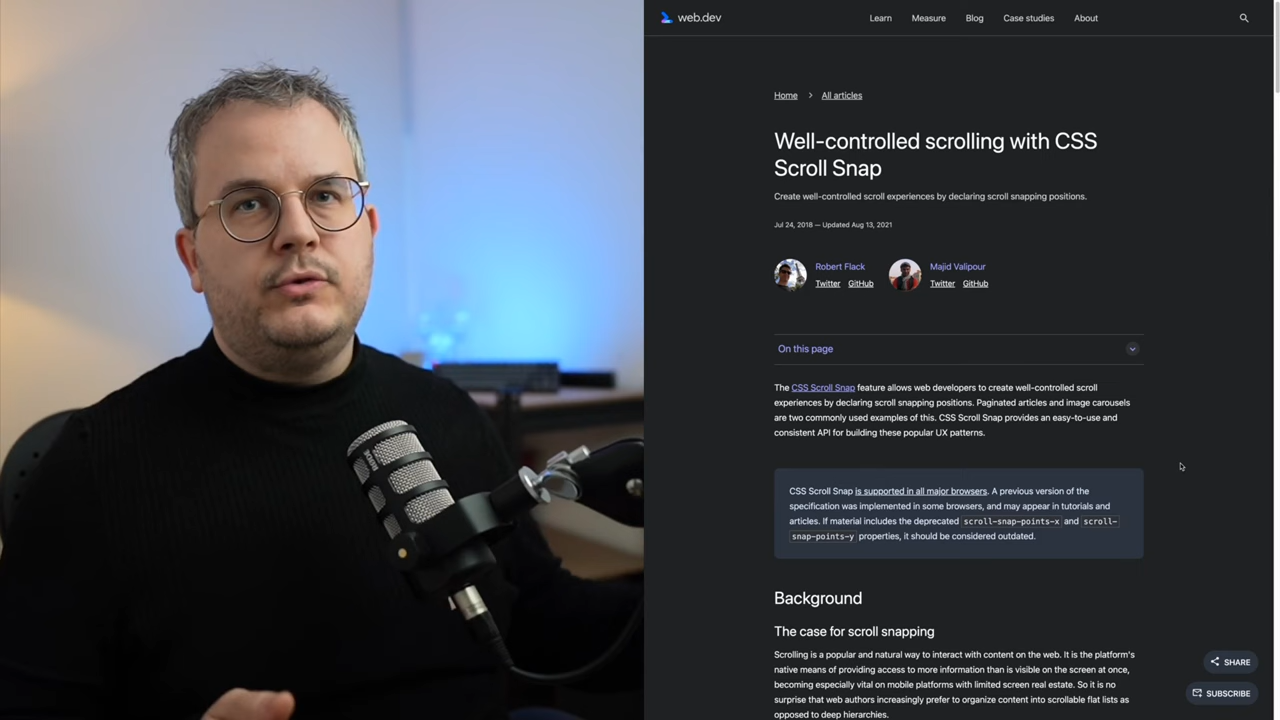 web.dev
Learn
Measure
Blog
Case studies
About
Home
All articles
Well-controlled scrolling with CSS
Scroll Snap
Create well-controlled scroll experiences by declaring scroll snapping positions.
Jul 24, 2018 — Updated Aug 13, 2021
Robert Flack
Twitter GitHub
Majid Valipour
Twitter GitHub
On this page
The CSS Scroll Snap feature allows web developers to create well-controlled scroll
experiences by declaring scroll snapping positions. Paginated articles and image carousels
are two commonly used examples of this. CSS Scroll Snap provides an easy-to-use and
consistent API for building these popular UX patterns.
CSS Scroll Snap is supported in all major browsers. A previous version of the
specification was implemented in some browsers, and may appear in tutorials and
articles. If material includes the deprecated scroll-snap-points-x and scroll-
snap-points-y properties, it should be considered outdated.
Background
The case for scroll snapping
Scrolling is a popular and natural way to interact with content on the web. It is the platform's
native means of providing access to more information than is visible on the screen at once,
becoming especially vital on mobile platforms with limited screen real estate. So it is no
surprise that web authors increasingly prefer to organize content into scrollable flat lists as
opposed to deep hierarchies.
SHARE
SUBSCRIBE